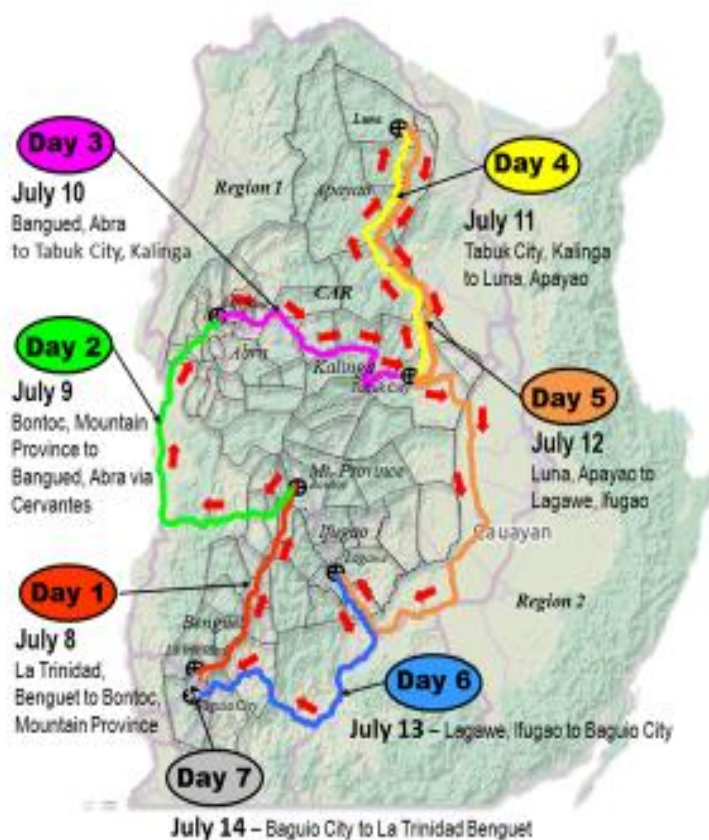 Luna
Day 3
Day 4
July 10
Bangued, Abra
to Tabuk City, Kalinga
Region 1
Apayao
July 11
Tabuk City, Kalinga
to Luna, Apayao
CAR
Day 2
Abra
Kalinga
Tabuk City
July 9
Bontoc, Mountain
Province to
Bangued, Abra via
Cervantes
Day 5
July 12
Luna, Apayao to
Lagawe, Ifugao
Mt. Province
Ifugao
Cauayan
Lagawe
Day 1
Region 2
July 8
Benguet
La Trinidad,
Benguet to Bontoc,
Mountain Province
Baguio City
Day 6
July 13 – Lagawe, Ifugao to Baguio City
Day 7
July 14 – Baguio City to La Trinidad Benguet